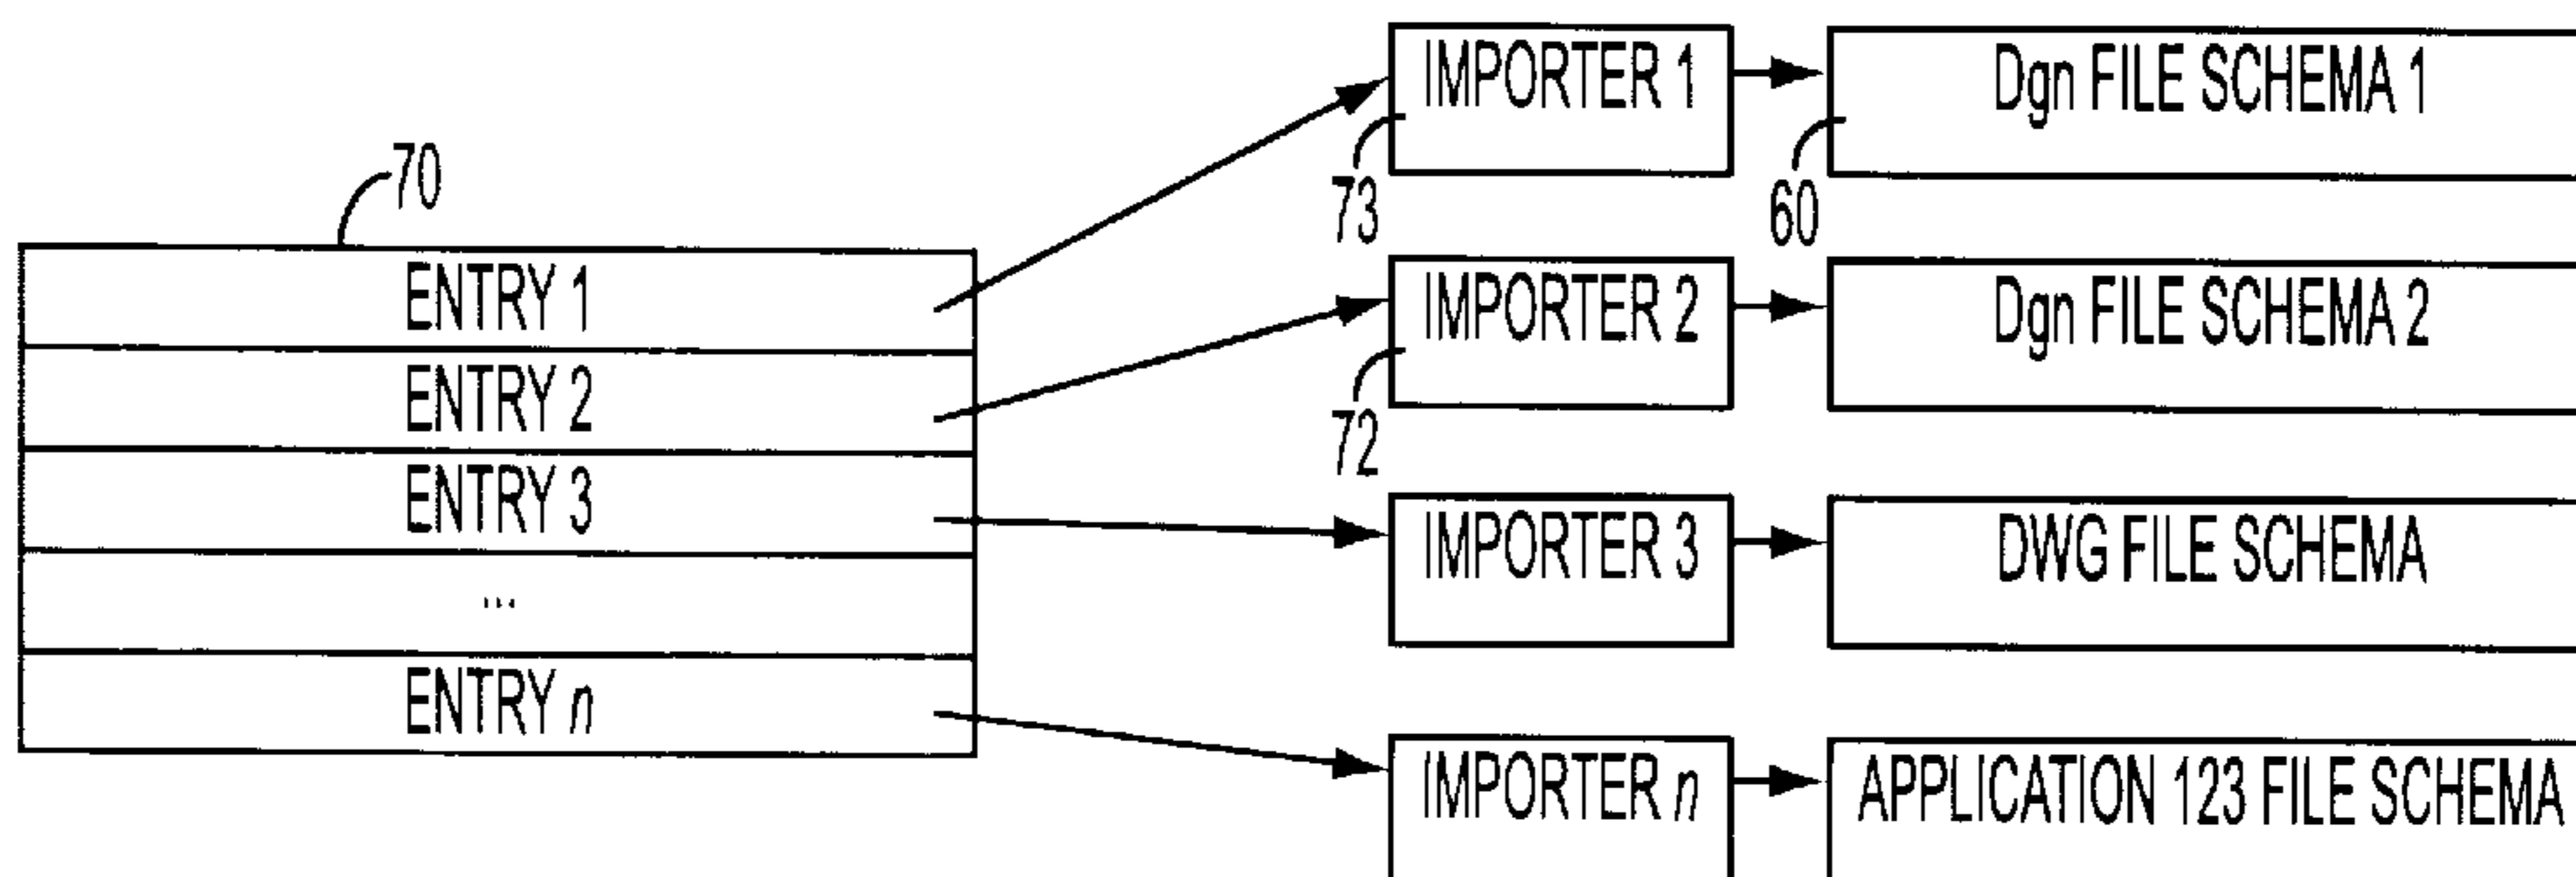 IMPORTER 1
Dgn FILE SCHEMA 1
70
73
60
ENTRY 1
IMPORTER 2
Dgn FILE SCHEMA 2
ENTRY 2
72
ENTRY 3
IMPORTER 3
DWG FILE SCHEMA
...
ENTRY n
IMPORTER n
APPLICATION 123 FILE SCHEMA